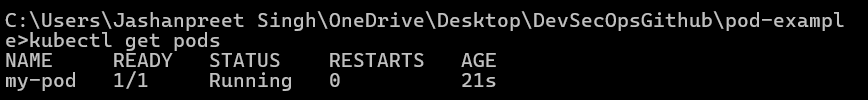 C:\Users\Jashanpreet Singh\OneDrive\Desktop\DevSecOpsGithub\pod-exampl
e>kubectl get pods
NAME     READY   STATUS    RESTARTS   AGE
my-pod   1/1     Running   0          21s